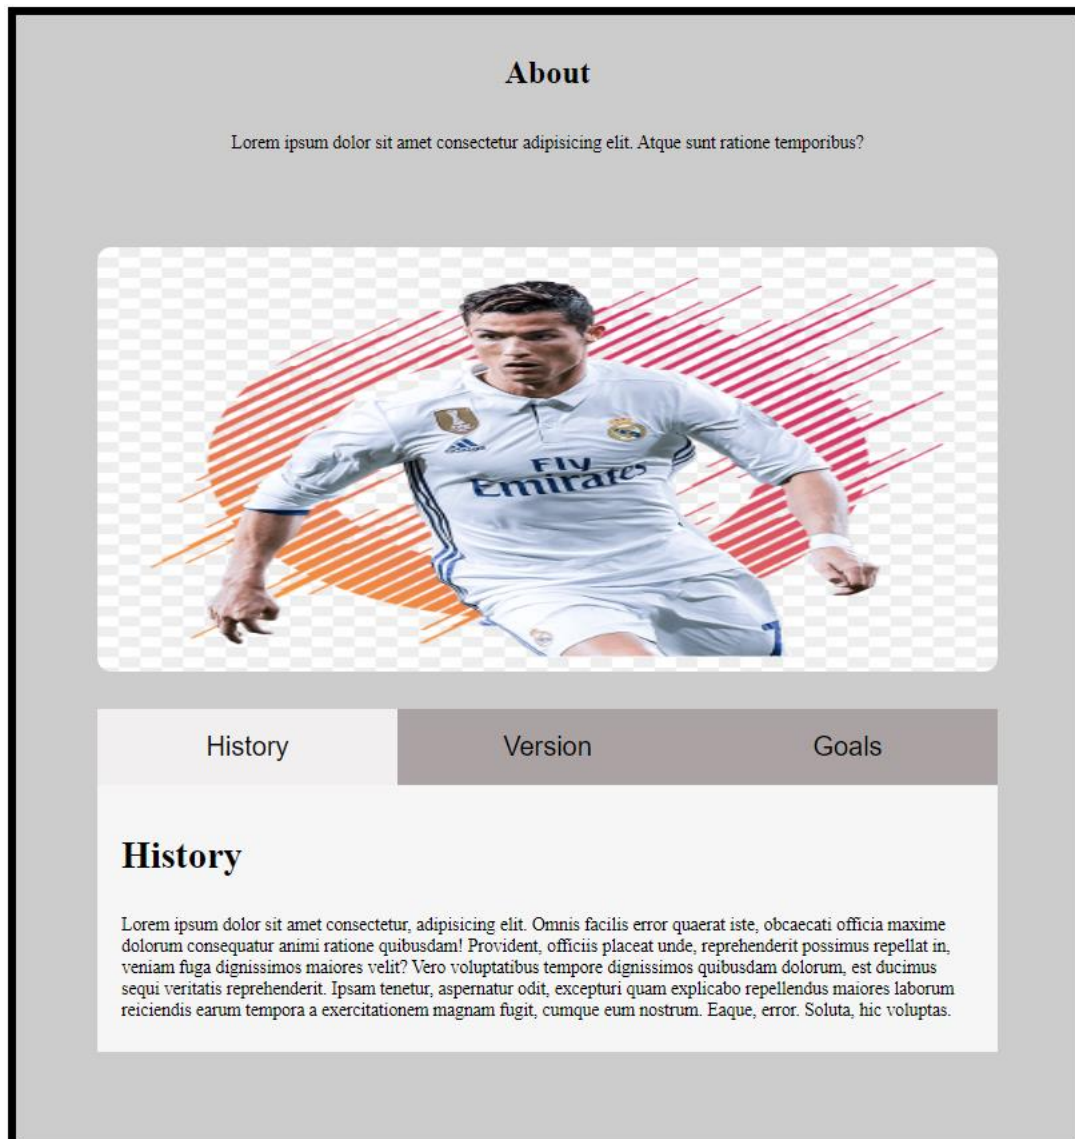 About
Lorem ipsum dolor sit amet consectetur adipisicing elit. Atque sunt ratione temporibus?
Fly
Emirates
History Version Goals
History
Lorem ipsum dolor sit amet consectetur, adipisicing elit. Omnis facilis error quaerat iste, obcaecati officia maxime
dolorum consequatur animi ratione quibusdam! Provident, officiis placeat unde, reprehenderit possimus repellat in,
veniam fuga dignissimos maiores velit? Vero voluptatibus tempore dignissimos quibusdam dolorum, est ducimus
sequi veritatis reprehenderit. Ipsam tenetur, aspernatur odit, excepturi quam explicabo repellendus maiores laborum
reiciendis earum tempora a exercitationem magnam fugit, cumque eum nostrum. Eaque, error. Soluta, hic voluptas.